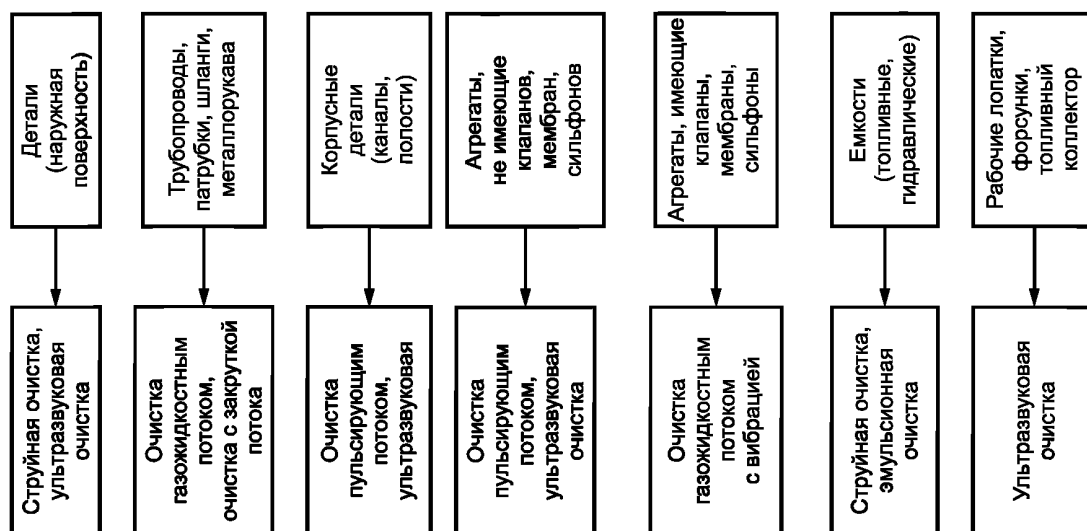 Детали
(наружная
поверхность)
Струйная очистка,
ультразвуковая
очистка
Трубопроводы,
патрубки, шланги,
металлорукава
Очистка
газожидкостным
потоком,
очистка с закруткой
потока
Корпусные
детали
(каналы,
полости)
Очистка
пульсирующим
потоком,
ультразвуковая
Агрегаты,
не имеющие
клапанов,
мембран,
сильфонов
Очистка
пульсирующим
потоком,
ультразвуковая
очистка
Агрегаты, имеющие
клапаны,
мембраны,
сильфоны
Очистка
газожидкостным
потоком
с вибрацией
Емкости
(топливные,
гидравлические)
Струйная очистка,
эмульсионная
очистка
Рабочие лопатки,
форсунки,
топливный
коллектор
Ультразвуковая
очистка